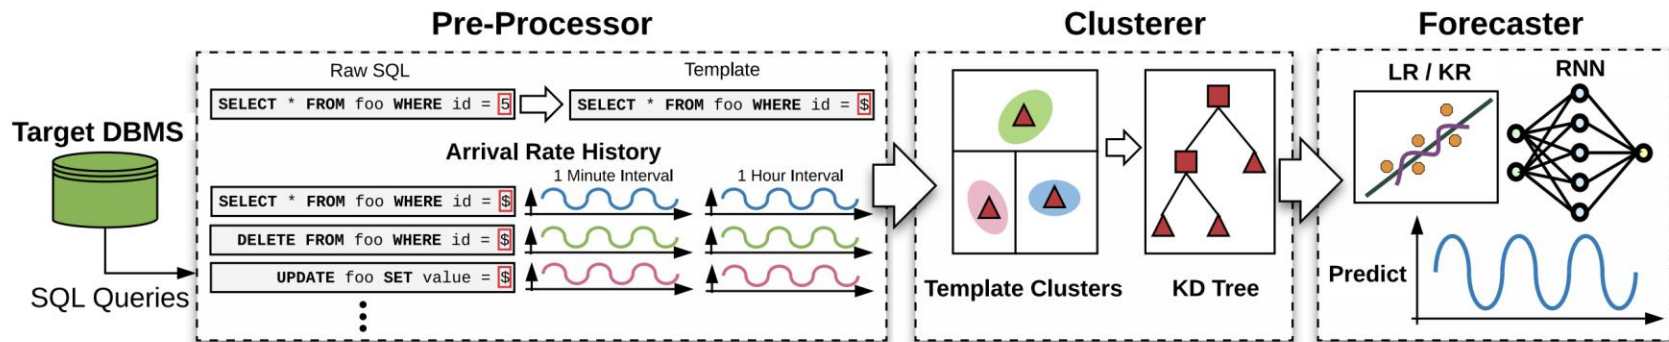 Pre-Processor
Clusterer
Forecaster
Target DBMS
SQL Queries
Raw SQL
Template
SELECT * FROM foo WHERE id = 5
SELECT * FROM foo WHERE id = $
Arrival Rate History
1 Minute Interval
1 Hour Interval
SELECT * FROM foo WHERE id = $
DELETE FROM foo WHERE id = $
UPDATE foo SET value = $
Template Clusters
KD Tree
LR / KR
RNN
Predict